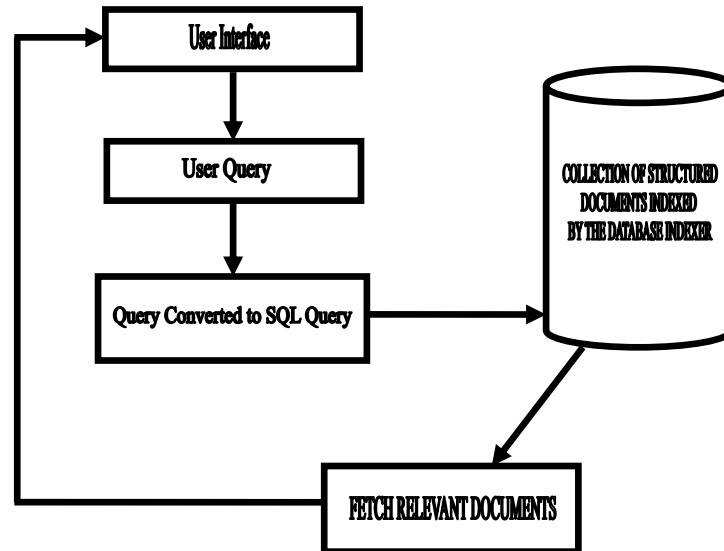 User Interface
User Query
Query Converted to SQL Query
COLLECTION OF STRUCTURED
DOCUMENTS INDEXED
BY THE DATABASE INDEXER
FETCH RELEVANT DOCUMENTS